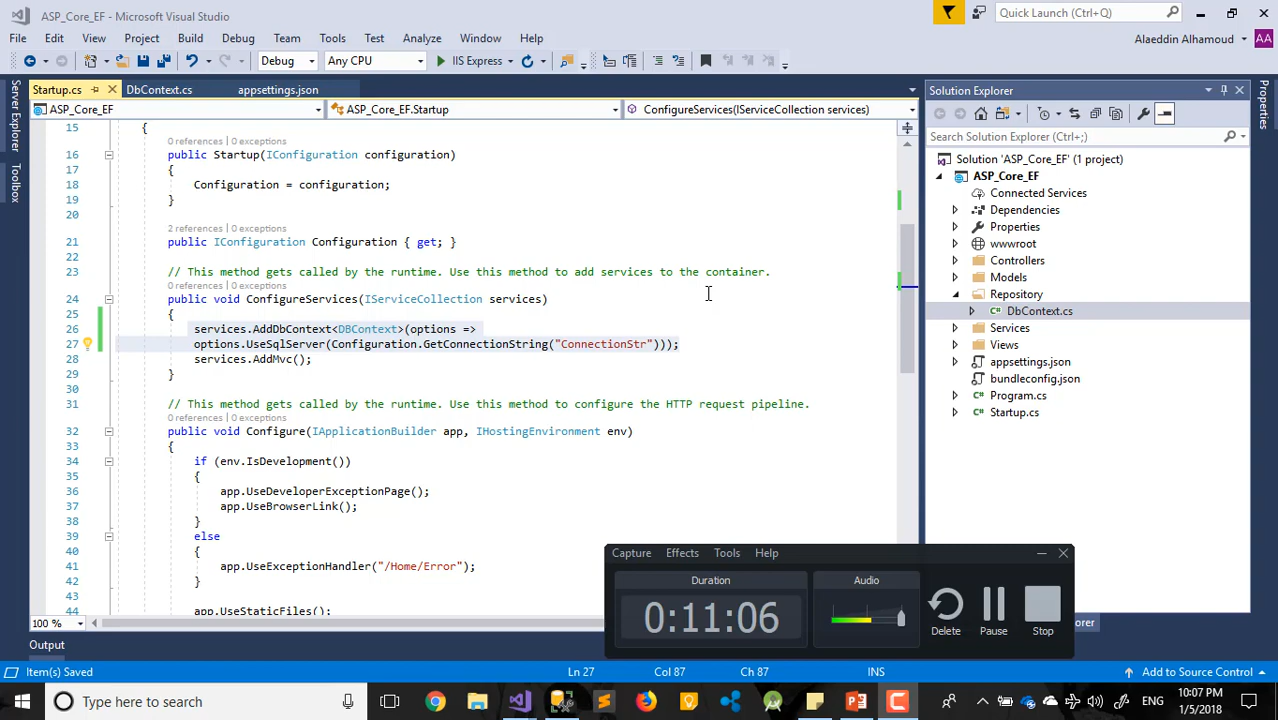 ASP_Core_EF - Microsoft Visual Studio
Quick Launch (Ctrl+Q)
File Edit View Project Build Debug Team Tools Test Analyze Window Help
Alaeddin Alhamoud AA
Debug Any CPU IIS Express
Startup.cs DbContext.cs appsettings.json
ASP_Core_EF ASP_Core_EF.Startup ConfigureServices(IServiceCollection services)
Server Explorer
Toolbox
15 {
0 references | 0 exceptions
16 public Startup(IConfiguration configuration)
17 {
18 Configuration = configuration;
19 }
20
2 references | 0 exceptions
21 public IConfiguration Configuration { get; }
22
23 // This method gets called by the runtime. Use this method to add services to the container.
0 references | 0 exceptions
24 public void ConfigureServices(IServiceCollection services)
25 {
26 services.AddDbContext<DBContext>(options =>
27 options.UseSqlServer(Configuration.GetConnectionString("ConnectionStr")));
28 services.AddMvc();
29 }
30
31 // This method gets called by the runtime. Use this method to configure the HTTP request pipeline.
0 references | 0 exceptions
32 public void Configure(IApplicationBuilder app, IHostingEnvironment env)
33 {
34 if (env.IsDevelopment())
35 {
36 app.UseDeveloperExceptionPage();
37 app.UseBrowserLink();
38 }
39 else
40 {
41 app.UseExceptionHandler("/Home/Error");
42 }
43
44 app.UseStaticFiles();
100 %
Output
Solution Explorer
Search Solution Explorer (Ctrl+;)
Solution 'ASP_Core_EF' (1 project)
ASP_Core_EF
Connected Services
Dependencies
Properties
wwwroot
Controllers
Models
Repository
DbContext.cs
Services
Views
appsettings.json
bundleconfig.json
Program.cs
Startup.cs
Properties
Capture Effects Tools Help
Duration Audio
0:11:06
Delete Pause Stop
Item(s) Saved Ln 27 Col 87 Ch 87 INS Add to Source Control
Type here to search
ENG
10:07 PM
1/5/2018